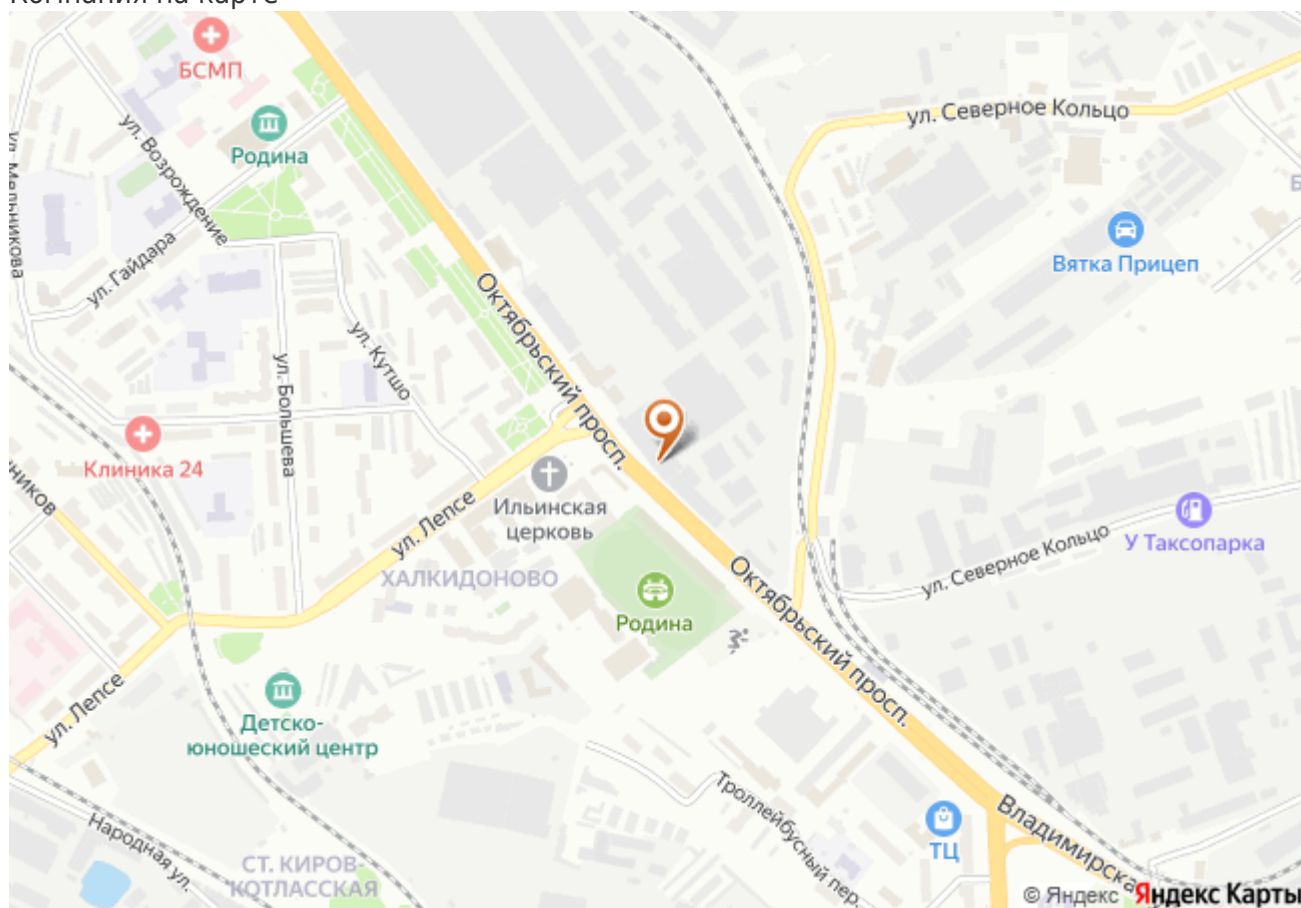 Компания на карте
БСМП
ул. Северное Кольцо
ул. Мельникова
ул. Возрождение
Родина
Вятка Прицеп
ул. Гайдара
Октябрьский просп.
ул. Кутшо
ул. Большева
Клиника 24
Ильинская
церковь
ул. Лепсе
У Таксопарка
ул. Северное Кольцо
ХАЛКИДОНОВО
Октябрьский просп.
Родина
ул. Лепсе
Детско-
юношеский центр
Троллейбусный пер.
ТЦ
Народная ул.
СТ. КИРОВ-
КОТЛАССКАЯ
© Яндекс Яндекс Карты